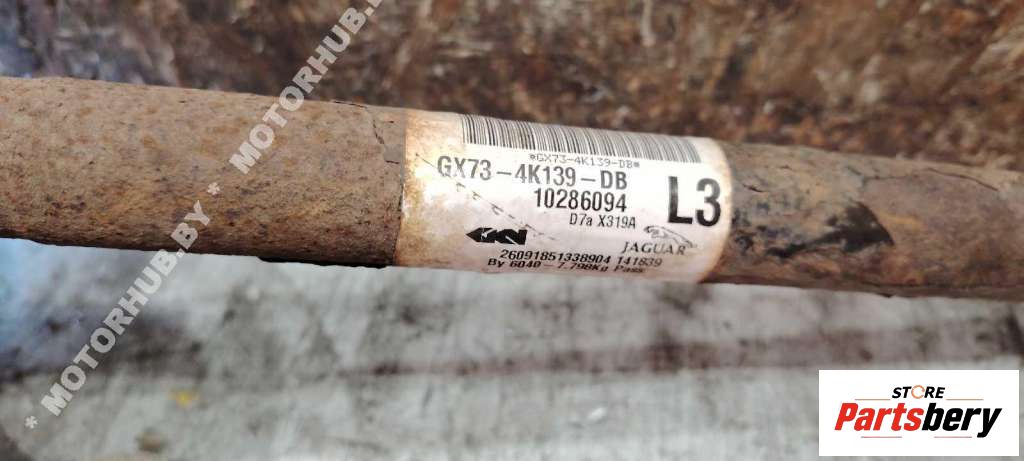 * MOTORHUB.BY * MOTORHUB.BY *
*GX73-4K139-DB*
GX73-4K139-DB
10286094
L3
D7a X319A
GKN
JAGUAR
26091851338904 141839
By 6040- 7.798Kg Pass
STORE
Partsbery